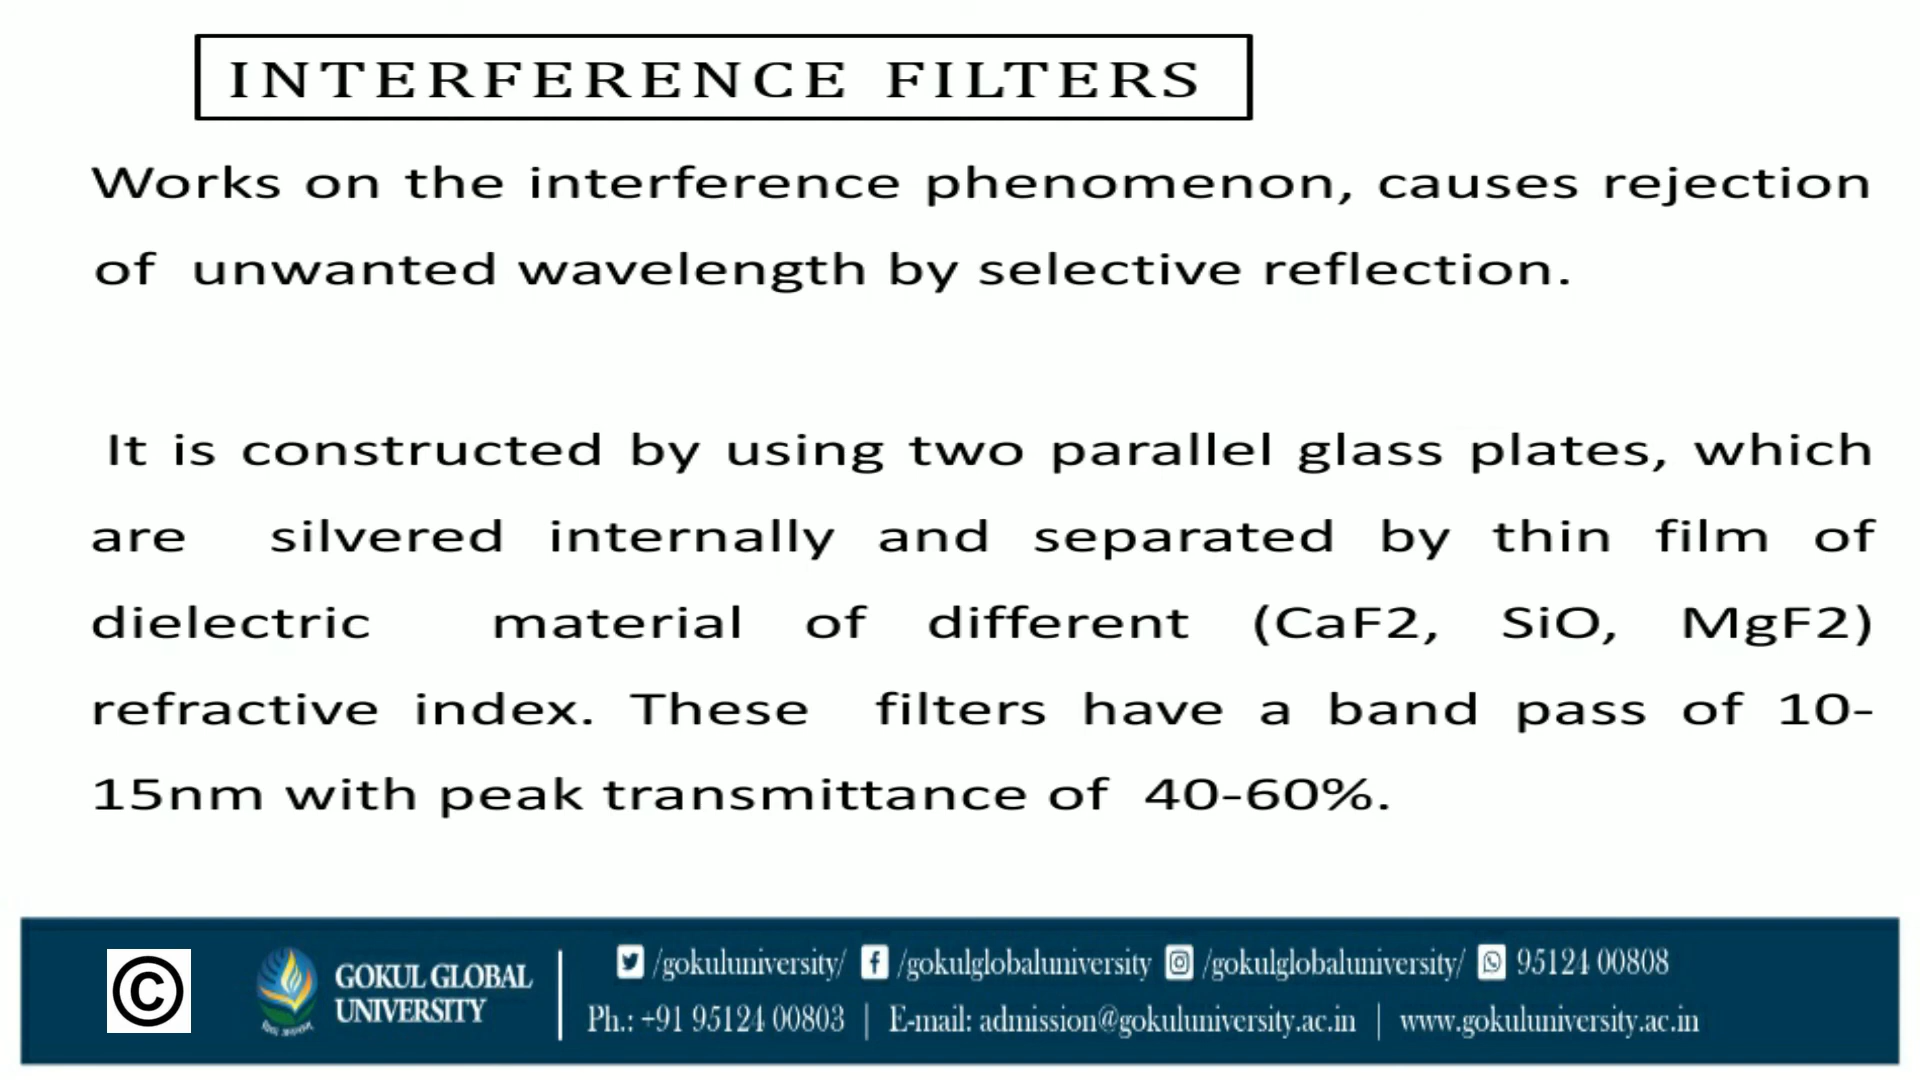 INTERFERENCE FILTERS
Works on the interference phenomenon, causes rejection
of unwanted wavelength by selective reflection.
It is constructed by using two parallel glass plates, which
are silvered internally and separated by thin film of
dielectric material of different (CaF2, SiO, MgF2)
refractive index. These filters have a band pass of 10-
15nm with peak transmittance of 40-60%.
©
GOKUL GLOBAL
UNIVERSITY
/gokuluniversity/ /gokulglobaluniversity /gokulglobaluniversity/ 95124 00808
Ph.: +91 95124 00803 | E-mail: admission@gokuluniversity.ac.in | www.gokuluniversity.ac.in